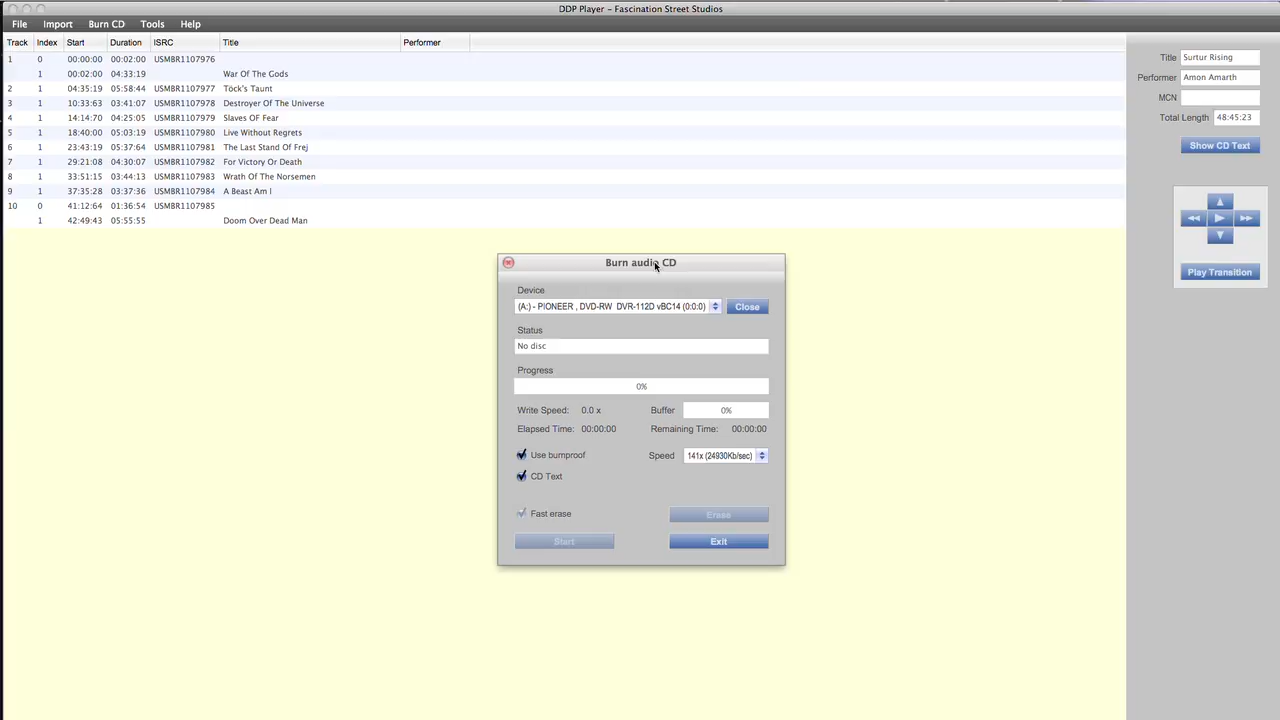 DDP Player – Fascination Street Studios
File Import Burn CD Tools Help
Track Index Start Duration ISRC Title Performer
1 0 00:00:00 00:02:00 USMBR1107976
1 00:02:00 04:33:19 War Of The Gods
2 1 04:35:19 05:58:44 USMBR1107977 Töck's Taunt
3 1 10:33:63 03:41:07 USMBR1107978 Destroyer Of The Universe
4 1 14:14:70 04:25:05 USMBR1107979 Slaves OF Fear
5 1 18:40:00 05:03:19 USMBR1107980 Live Without Regrets
6 1 23:43:19 05:37:64 USMBR1107981 The Last Stand Of Frej
7 1 29:21:08 04:30:07 USMBR1107982 For Victory Or Death
8 1 33:51:15 03:44:13 USMBR1107983 Wrath Of The Norsemen
9 1 37:35:28 03:37:36 USMBR1107984 A Beast Am I
10 0 41:12:64 01:36:54 USMBR1107985
1 42:49:43 05:55:55 Doom Over Dead Man
Title Surtur Rising
Performer Amon Amarth
MCN
Total Length 48:45:23
Show CD Text
Play Transition
Burn audio CD
Device
(A:) - PIONEER , DVD-RW DVR-112D vBC14 (0:0:0) Close
Status
No disc
Progress
0%
Write Speed: 0.0 x Buffer 0%
Elapsed Time: 00:00:00 Remaining Time: 00:00:00
Use burnproof Speed 141x (24930Kb/sec)
CD Text
Fast erase Erase
Start Exit